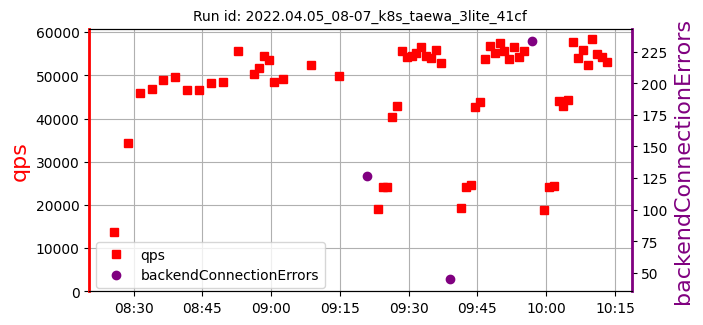 Run id: 2022.04.05_08-07_k8s_taewa_3lite_41cf
60000
50000
40000
30000
20000
10000
0
qps
225
200
175
150
125
100
75
50
backendConnectionErrors
qps
backendConnectionErrors
08:30 08:45 09:00 09:15 09:30 09:45 10:00 10:15